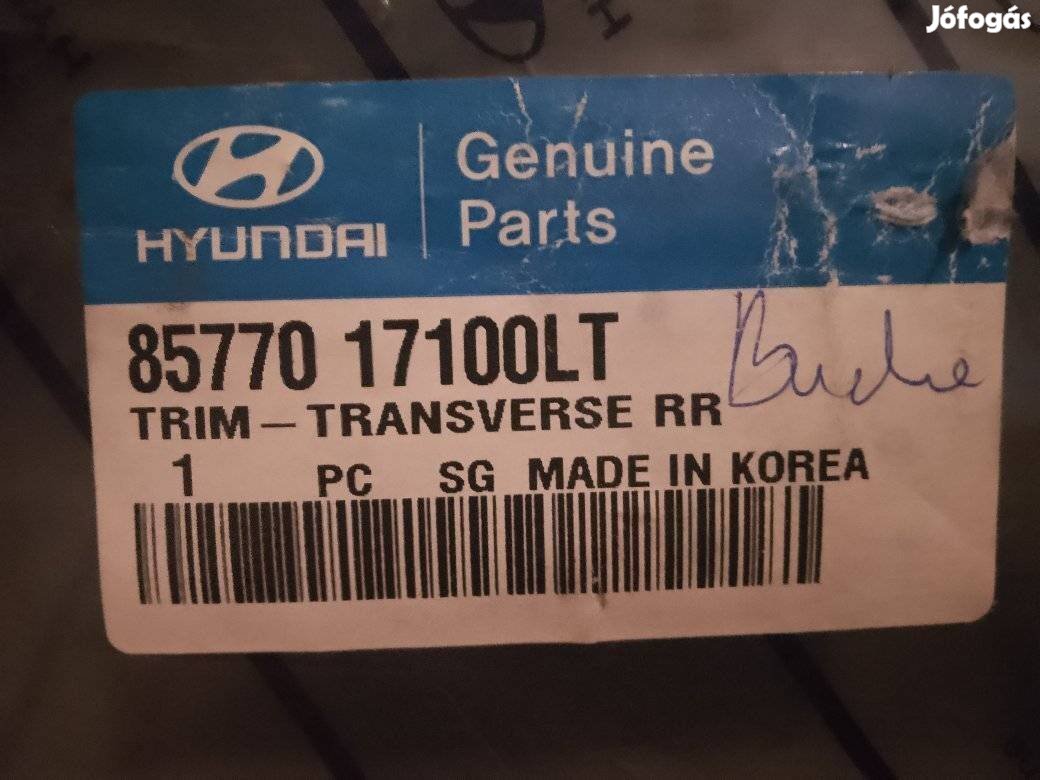 Jófogás
HYUNDAI
Genuine
Parts
85770 17100LT
TRIM – TRANSVERSE RR
1 PC SG MADE IN KOREA